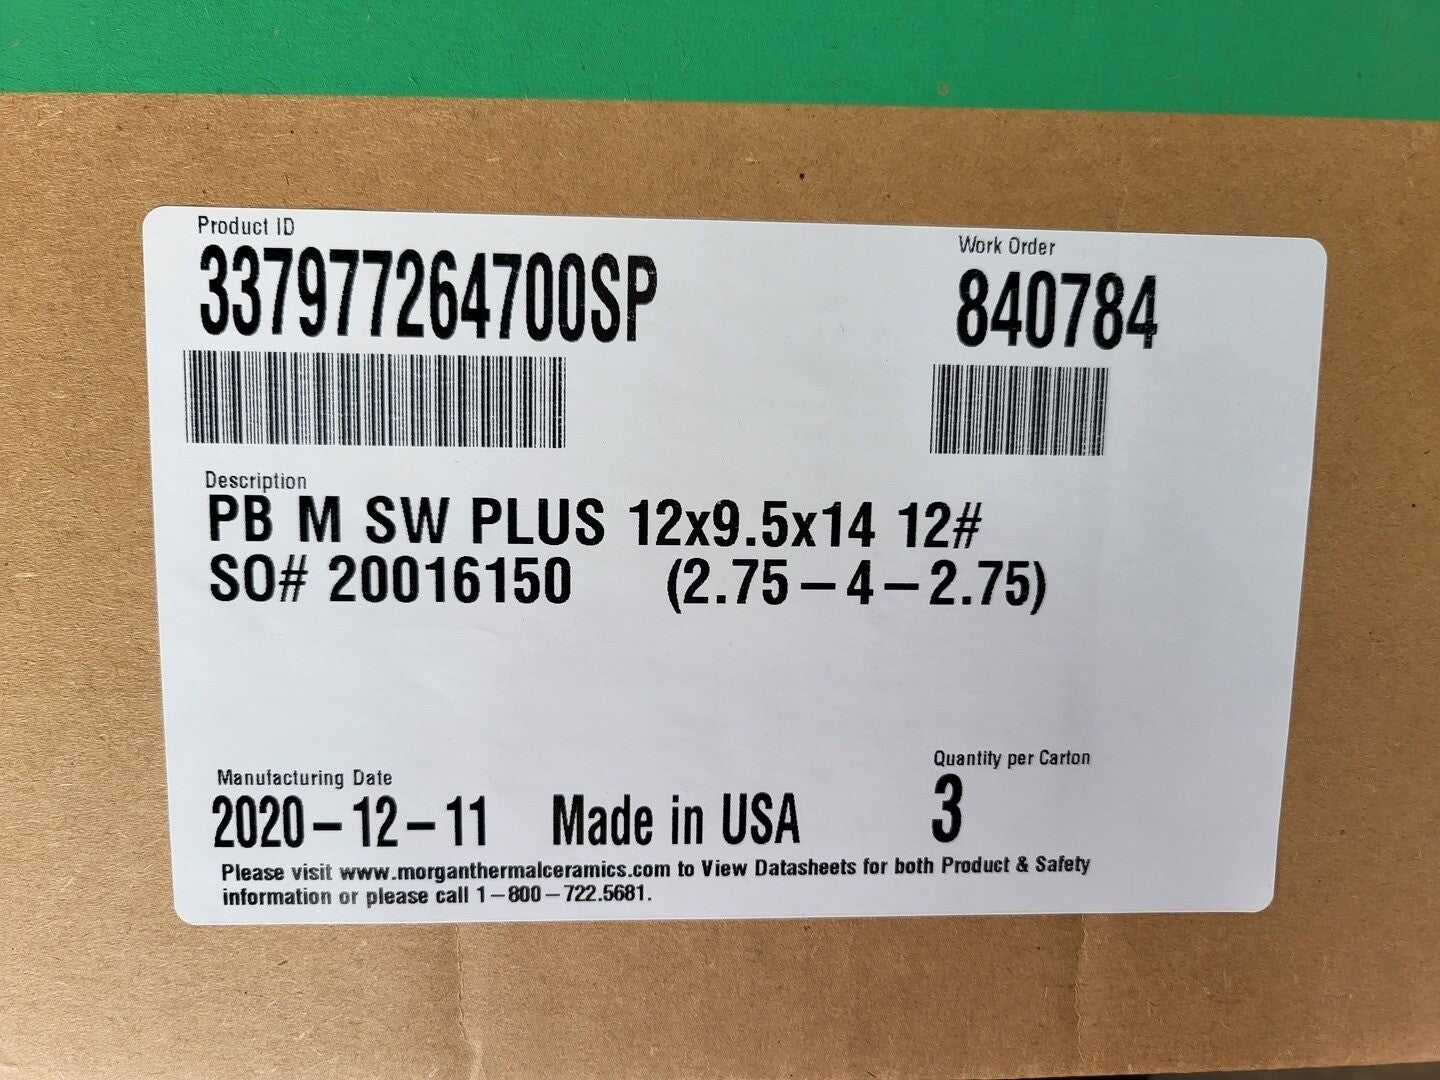 Product ID
337977264700SP
Work Order
840784
Description
PB M SW PLUS 12x9.5x14 12#
SO# 20016150 (2.75-4-2.75)
Manufacturing Date
2020-12-11 Made in USA
Quantity per Carton
3
Please visit www.morganthermalceramics.com to View Datasheets for both Product & Safety
information or please call 1-800-722.5681.